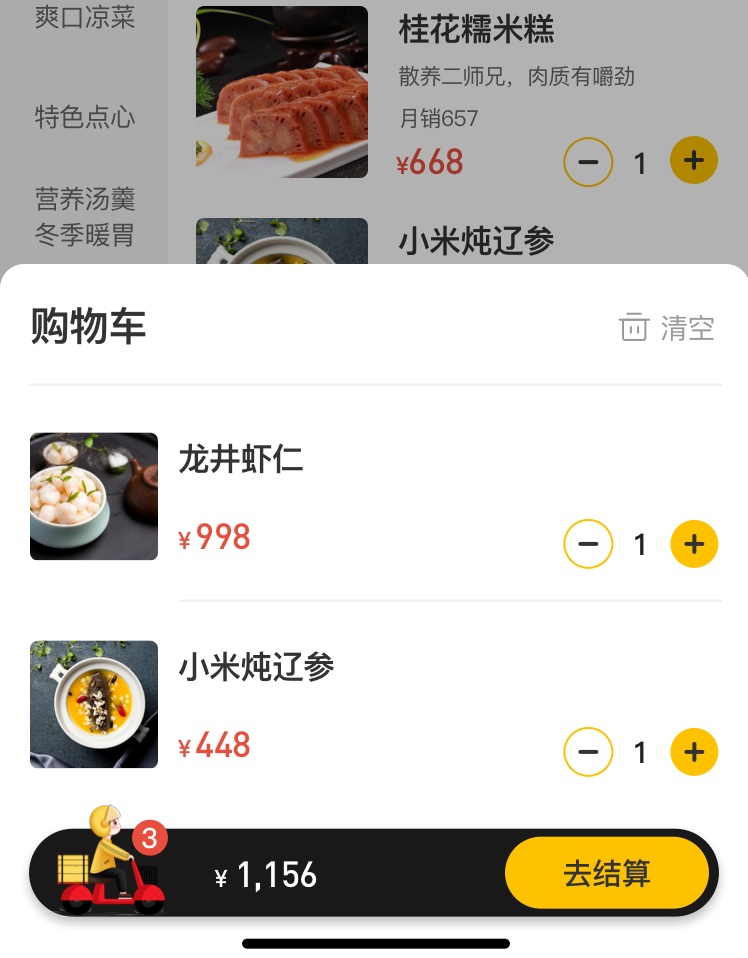 爽口凉菜
特色点心
营养汤羹
冬季暖胃
桂花糯米糕
散养二师兄，肉质有嚼劲
月销657
¥668
1
小米炖辽参
购物车
清空
龙井虾仁
¥998
1
小米炖辽参
¥448
1
3
¥1,156
去结算